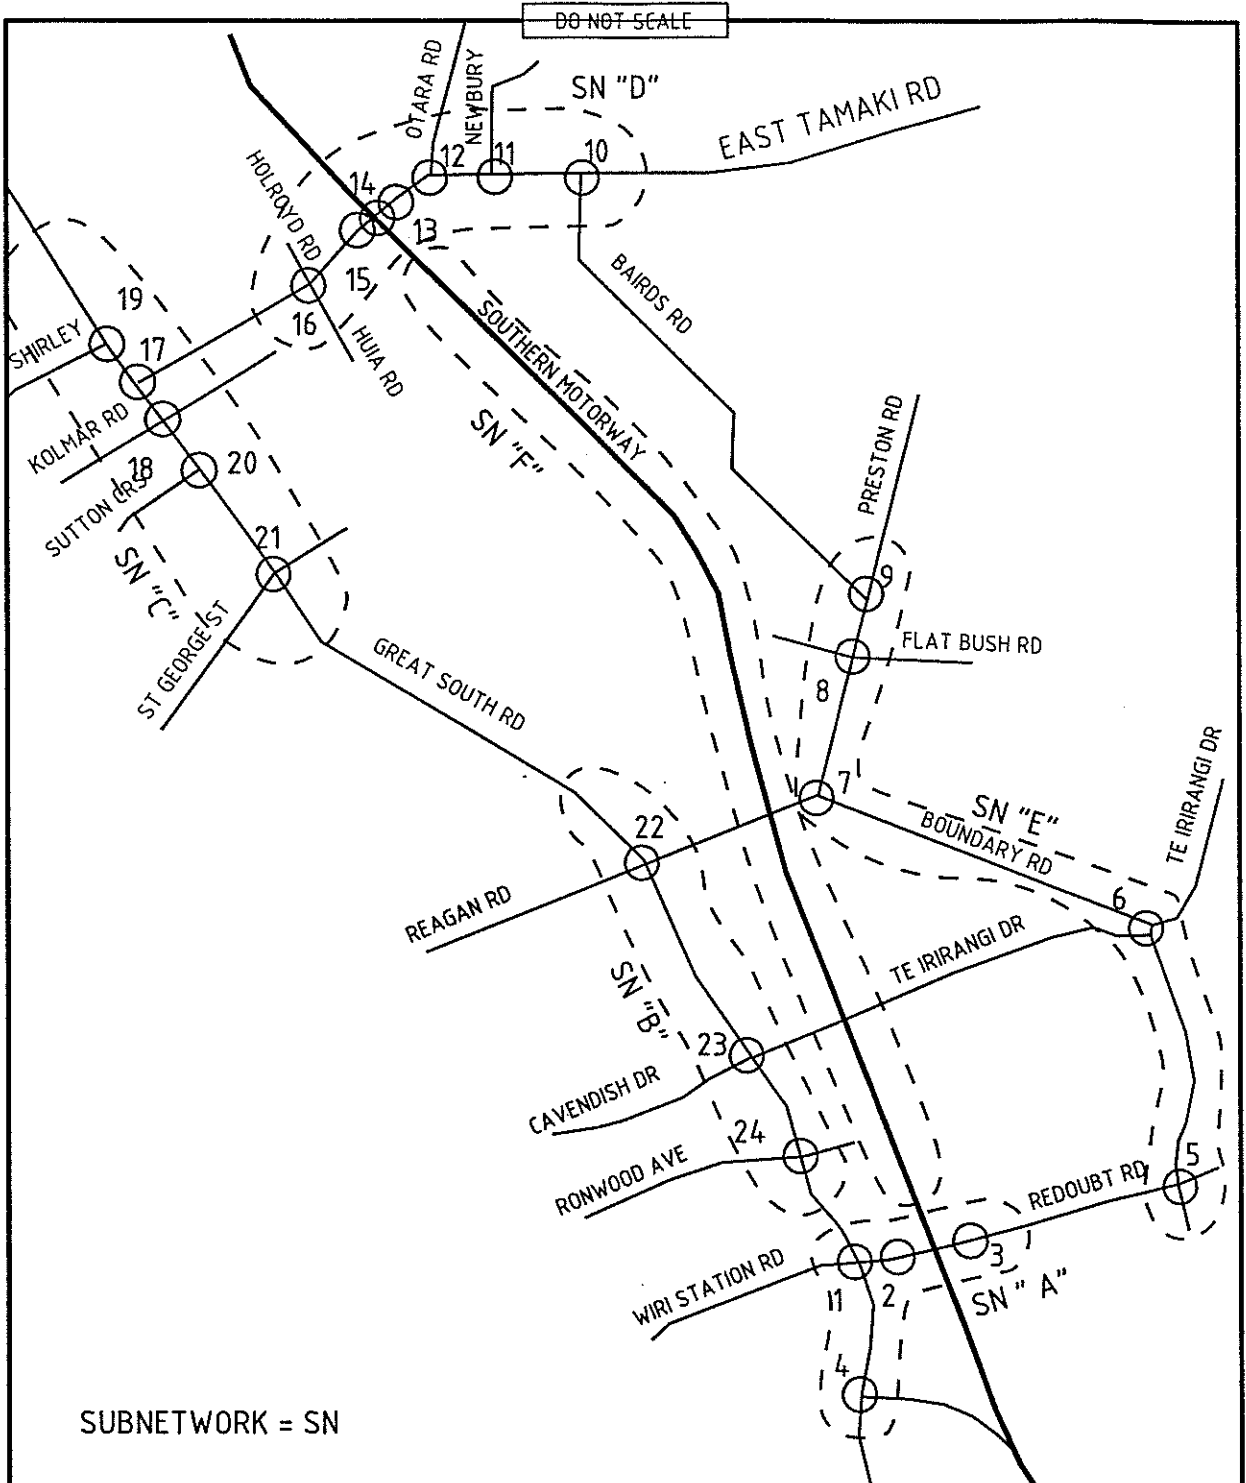 DO NOT SCALE
OTARA RD
NEWBURY
SN "D"
EAST TAMAKI RD
12
11
10
HOLROYD RD
14
13
15
BAIRDS RD
16
HUIA RD
SOUTHERN MOTORWAY
19
SHIRLEY
17
KOLMAR RD
18
20
SUTTON CRS
SN "F"
PRESTON RD
21
SN "C"
ST GEORGE ST
9
FLAT BUSH RD
8
GREAT SOUTH RD
TE IRIRANGI DR
7
SN "E"
BOUNDARY RD
22
REAGAN RD
6
TE IRIRANGI DR
SN "B"
23
CAVENDISH DR
24
RONWOOD AVE
5
REDOUBT RD
WIRI STATION RD
1
2
3
SN " A"
4
SUBNETWORK = SN